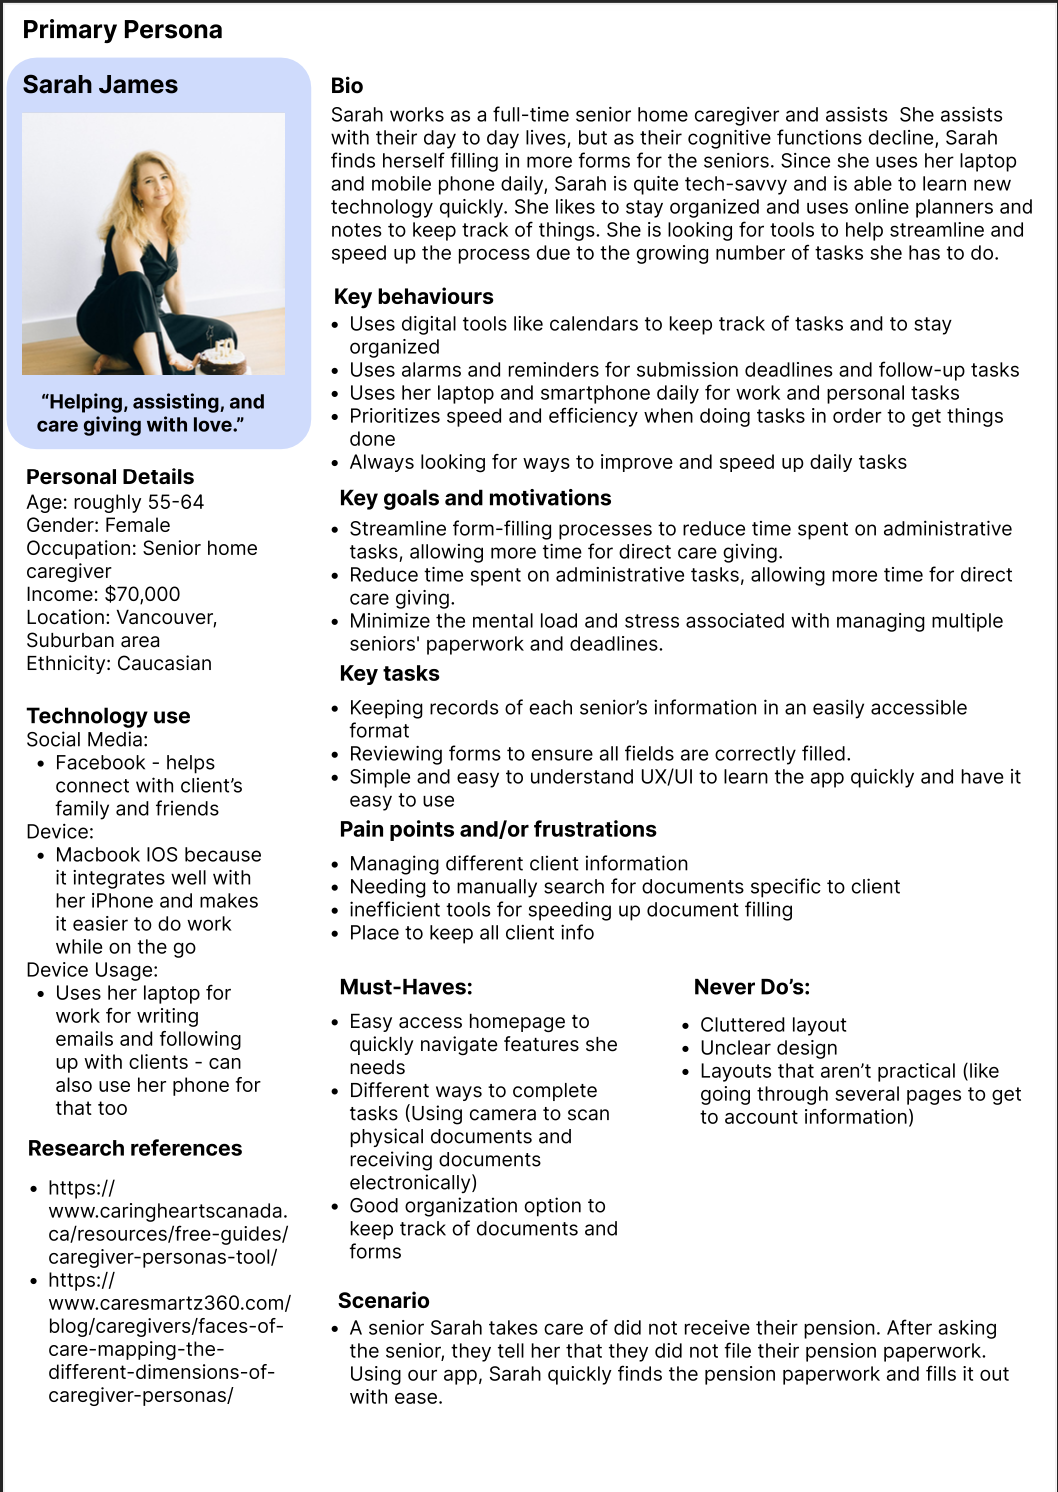 Primary Persona
Sarah James
“Helping, assisting, and
care giving with love.”
Personal Details
Age: roughly 55-64
Gender: Female
Occupation: Senior home
caregiver
Income: $70,000
Location: Vancouver,
Suburban area
Ethnicity: Caucasian
Technology use
Social Media:
• Facebook - helps
connect with client’s
family and friends
Device:
• Macbook IOS because
it integrates well with
her iPhone and makes
it easier to do work
while on the go
Device Usage:
• Uses her laptop for
work for writing
emails and following
up with clients - can
also use her phone for
that too
Research references
• https://
www.caringheartscanada.
ca/resources/free-guides/
caregiver-personas-tool/
• https://
www.caresmartz360.com/
blog/caregivers/faces-of-
care-mapping-the-
different-dimensions-of-
caregiver-personas/
Bio
Sarah works as a full-time senior home caregiver and assists  She assists
with their day to day lives, but as their cognitive functions decline, Sarah
finds herself filling in more forms for the seniors. Since she uses her laptop
and mobile phone daily, Sarah is quite tech-savvy and is able to learn new
technology quickly. She likes to stay organized and uses online planners and
notes to keep track of things. She is looking for tools to help streamline and
speed up the process due to the growing number of tasks she has to do.
Key behaviours
• Uses digital tools like calendars to keep track of tasks and to stay
organized
• Uses alarms and reminders for submission deadlines and follow-up tasks
• Uses her laptop and smartphone daily for work and personal tasks
• Prioritizes speed and efficiency when doing tasks in order to get things
done
• Always looking for ways to improve and speed up daily tasks
Key goals and motivations
• Streamline form-filling processes to reduce time spent on administrative
tasks, allowing more time for direct care giving.
• Reduce time spent on administrative tasks, allowing more time for direct
care giving.
• Minimize the mental load and stress associated with managing multiple
seniors' paperwork and deadlines.
Key tasks
• Keeping records of each senior’s information in an easily accessible
format
• Reviewing forms to ensure all fields are correctly filled.
• Simple and easy to understand UX/UI to learn the app quickly and have it
easy to use
Pain points and/or frustrations
• Managing different client information
• Needing to manually search for documents specific to client
• inefficient tools for speeding up document filling
• Place to keep all client info
Must-Haves:
• Easy access homepage to
quickly navigate features she
needs
• Different ways to complete
tasks (Using camera to scan
physical documents and
receiving documents
electronically)
• Good organization option to
keep track of documents and
forms
Never Do’s:
• Cluttered layout
• Unclear design
• Layouts that aren’t practical (like
going through several pages to get
to account information)
Scenario
• A senior Sarah takes care of did not receive their pension. After asking
the senior, they tell her that they did not file their pension paperwork.
Using our app, Sarah quickly finds the pension paperwork and fills it out
with ease.